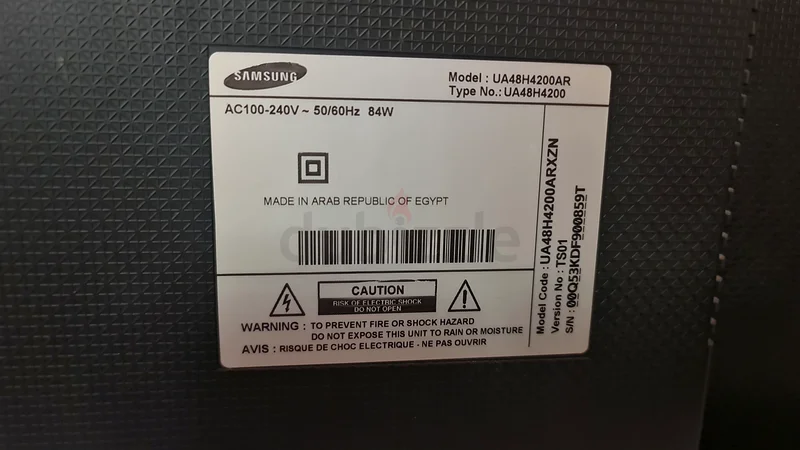 SAMSUNG
Model : UA48H4200AR
Type No.: UA48H4200
AC100-240V ~ 50/60Hz 84W
MADE IN ARAB REPUBLIC OF EGYPT
dubizzle
CAUTION
RISK OF ELECTRIC SHOCK
DO NOT OPEN
WARNING : TO PREVENT FIRE OR SHOCK HAZARD
DO NOT EXPOSE THIS UNIT TO RAIN OR MOISTURE
AVIS : RISQUE DE CHOC ELECTRIQUE - NE PAS OUVRIR
Model Code : UA48H4200ARXZN
Version No : TS01
S/N : 00Q53KDF900859T